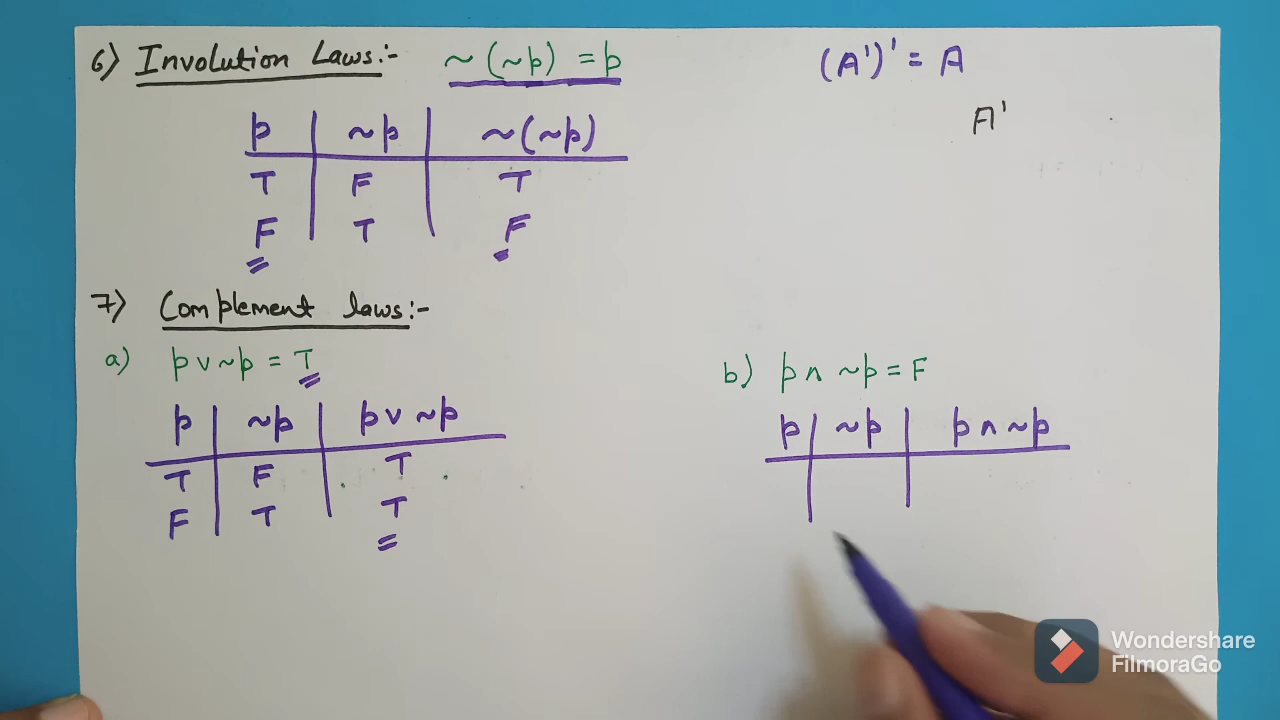 6) Involution Laws:- ~(~p) = p (A')' = A
A'
p ~p ~(~p)
T F T
F T F
7) Complement laws:-
a) p∨~p = T
p ~p p∨~p
T F T
F T T
b) p∧ ~p = F
p ~p p∧~p
Wondershare
FilmoraGo